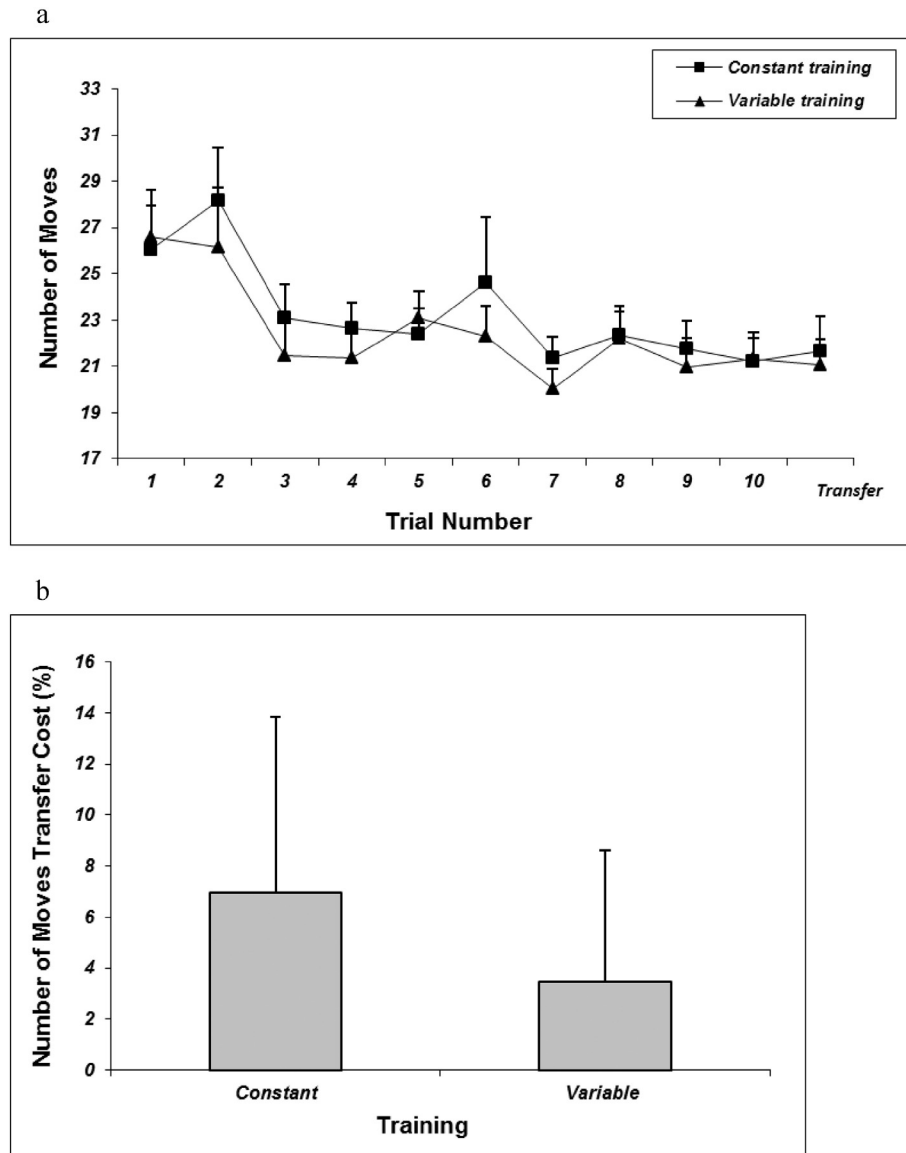 a
Constant training
Variable training
Number of Moves
33
31
29
27
25
23
21
19
17
1 2 3 4 5 6 7 8 9 10 Transfer
Trial Number
b
Number of Moves Transfer Cost (%)
16
14
12
10
8
6
4
2
0
Constant Variable
Training